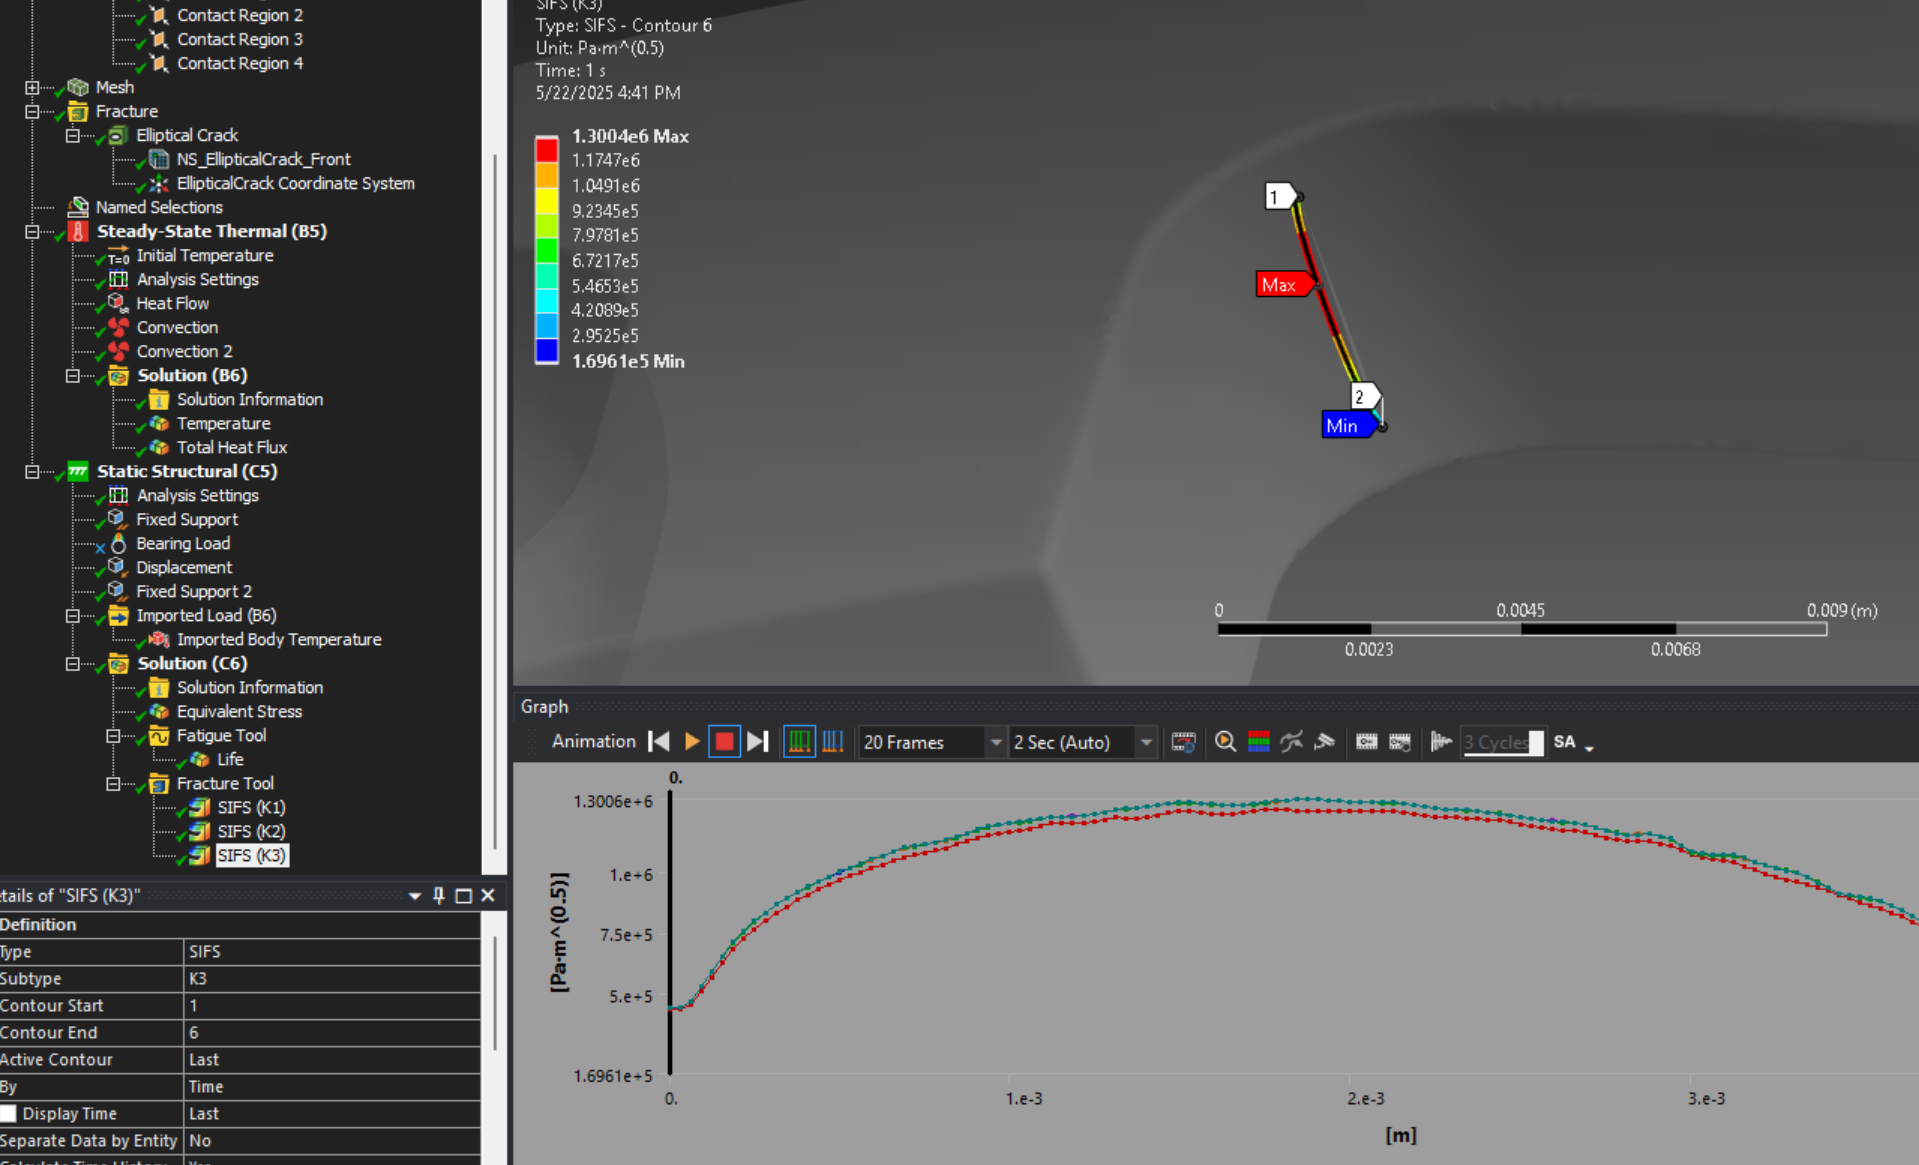 Contact Region 2
Contact Region 3
Contact Region 4
Mesh
Fracture
Elliptical Crack
NS_EllipticalCrack_Front
EllipticalCrack Coordinate System
Named Selections
Steady-State Thermal (B5)
T=0 Initial Temperature
Analysis Settings
Heat Flow
Convection
Convection 2
Solution (B6)
Solution Information
Temperature
Total Heat Flux
Static Structural (C5)
Analysis Settings
Fixed Support
Bearing Load
Displacement
Fixed Support 2
Imported Load (B6)
Imported Body Temperature
Solution (C6)
Solution Information
Equivalent Stress
Fatigue Tool
Life
Fracture Tool
SIFS (K1)
SIFS (K2)
SIFS (K3)
etails of "SIFS (K3)"
Definition
Type SIFS
Subtype K3
Contour Start 1
Contour End 6
Active Contour Last
By Time
Display Time Last
Separate Data by Entity No
SIFS (K3)
Type: SIFS - Contour 6
Unit: Pa·m^(0.5)
Time: 1 s
5/22/2025 4:41 PM
1.3004e6 Max
1.1747e6
1.0491e6
9.2345e5
7.9781e5
6.7217e5
5.4653e5
4.2089e5
2.9525e5
1.6961e5 Min
1
Max
2
Min
0 0.0045 0.009 (m)
0.0023 0.0068
Graph
Animation 20 Frames 2 Sec (Auto) 3 Cycles SA
0.
1.3006e+6
1.e+6
7.5e+5
5.e+5
1.6961e+5
[Pa·m^(0.5)]
0. 1.e-3 2.e-3 3.e-3
[m]